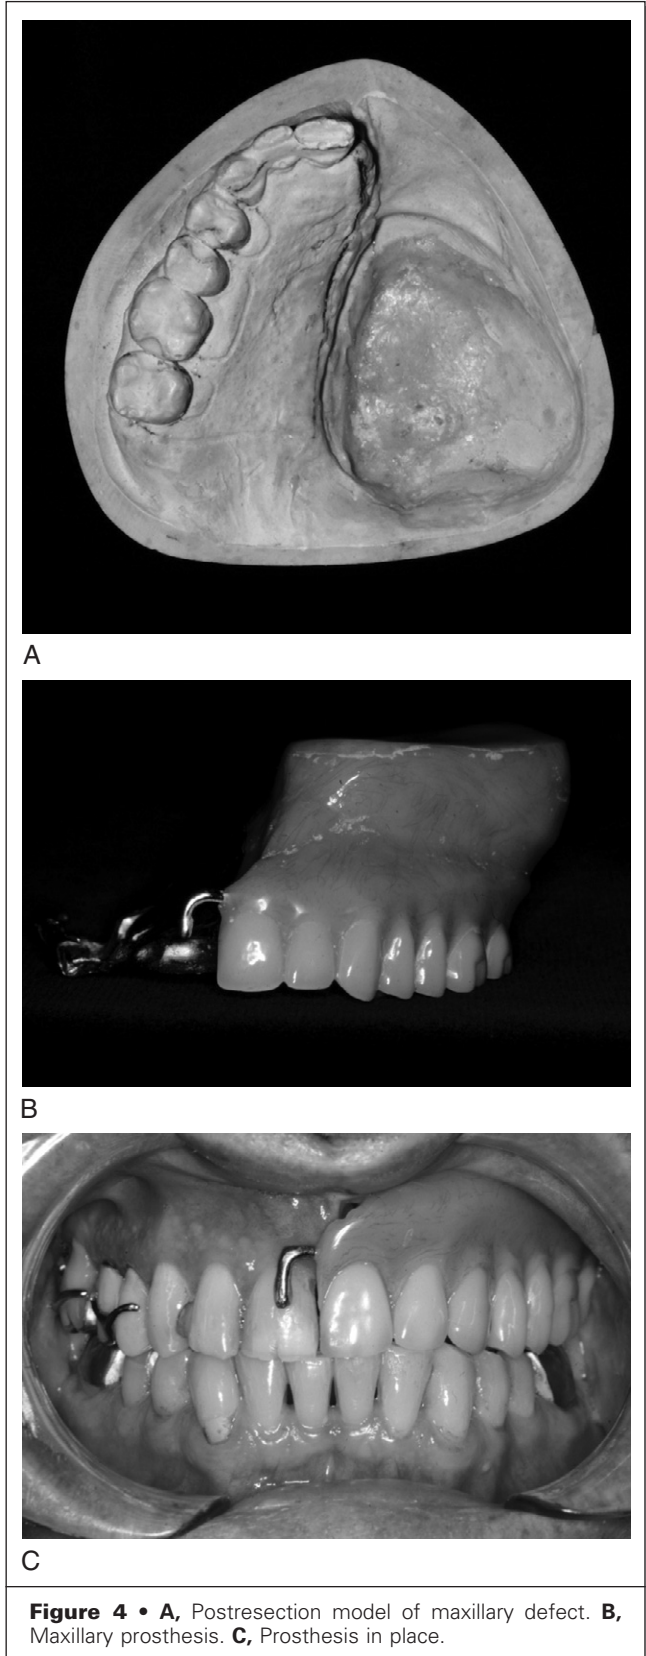 A
B
C
Figure 4 • A, Postresection model of maxillary defect. B,
Maxillary prosthesis. C, Prosthesis in place.